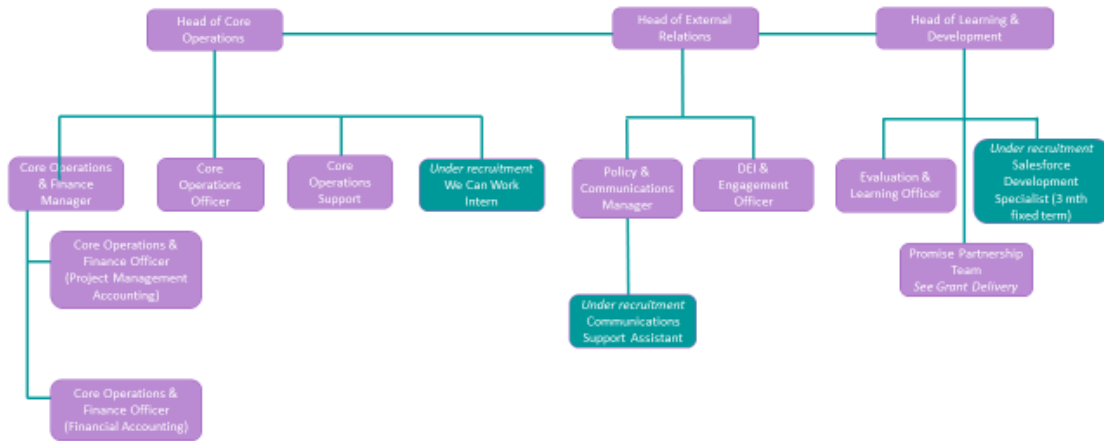 Head of Core
Operations
Head of External
Relations
Head of Learning &
Development
Core Operations
& Finance
Manager
Core
Operations
Officer
Core
Operations
Support
Under recruitment
We Can Work
Intern
Policy &
Communications
Manager
DEI &
Engagement
Officer
Evaluation &
Learning Officer
Under recruitment
Salesforce
Development
Specialist (3 mth
fixed term)
Core Operations &
Finance Officer
(Project Management
Accounting)
Promise Partnership
Team
See Grant Delivery
Under recruitment
Communications
Support Assistant
Core Operations &
Finance Officer
(Financial Accounting)